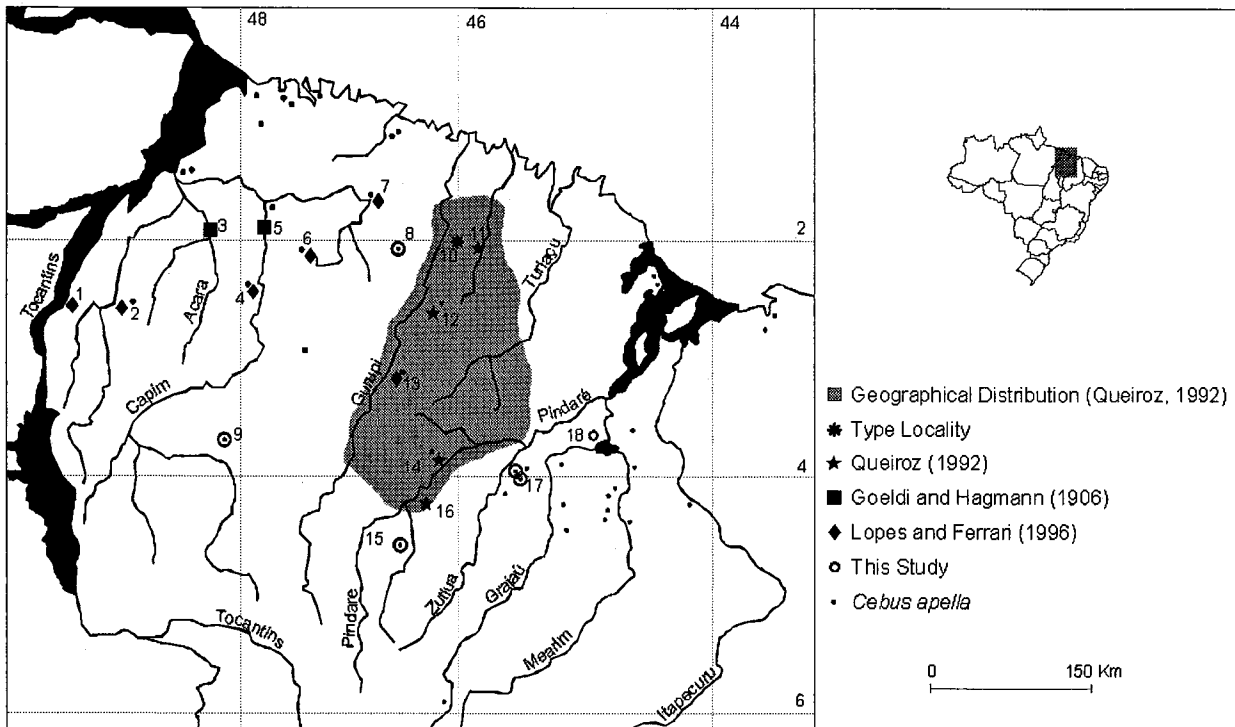 48
46
44
7
3
5
6
8
2
10
11
Tocantins
1
2
Acara
4
12
Turiaçu
Gurupi
13
Capim
Pindaré
9
18
14
4
17
16
15
Zutiua
Grajaú
Pindare
Tocantins
Mearim
Itapecuru
6
Geographical Distribution (Queiroz, 1992)
Type Locality
Queiroz (1992)
Goeldi and Hagmann (1906)
Lopes and Ferrari (1996)
This Study
Cebus apella
0 150 Km